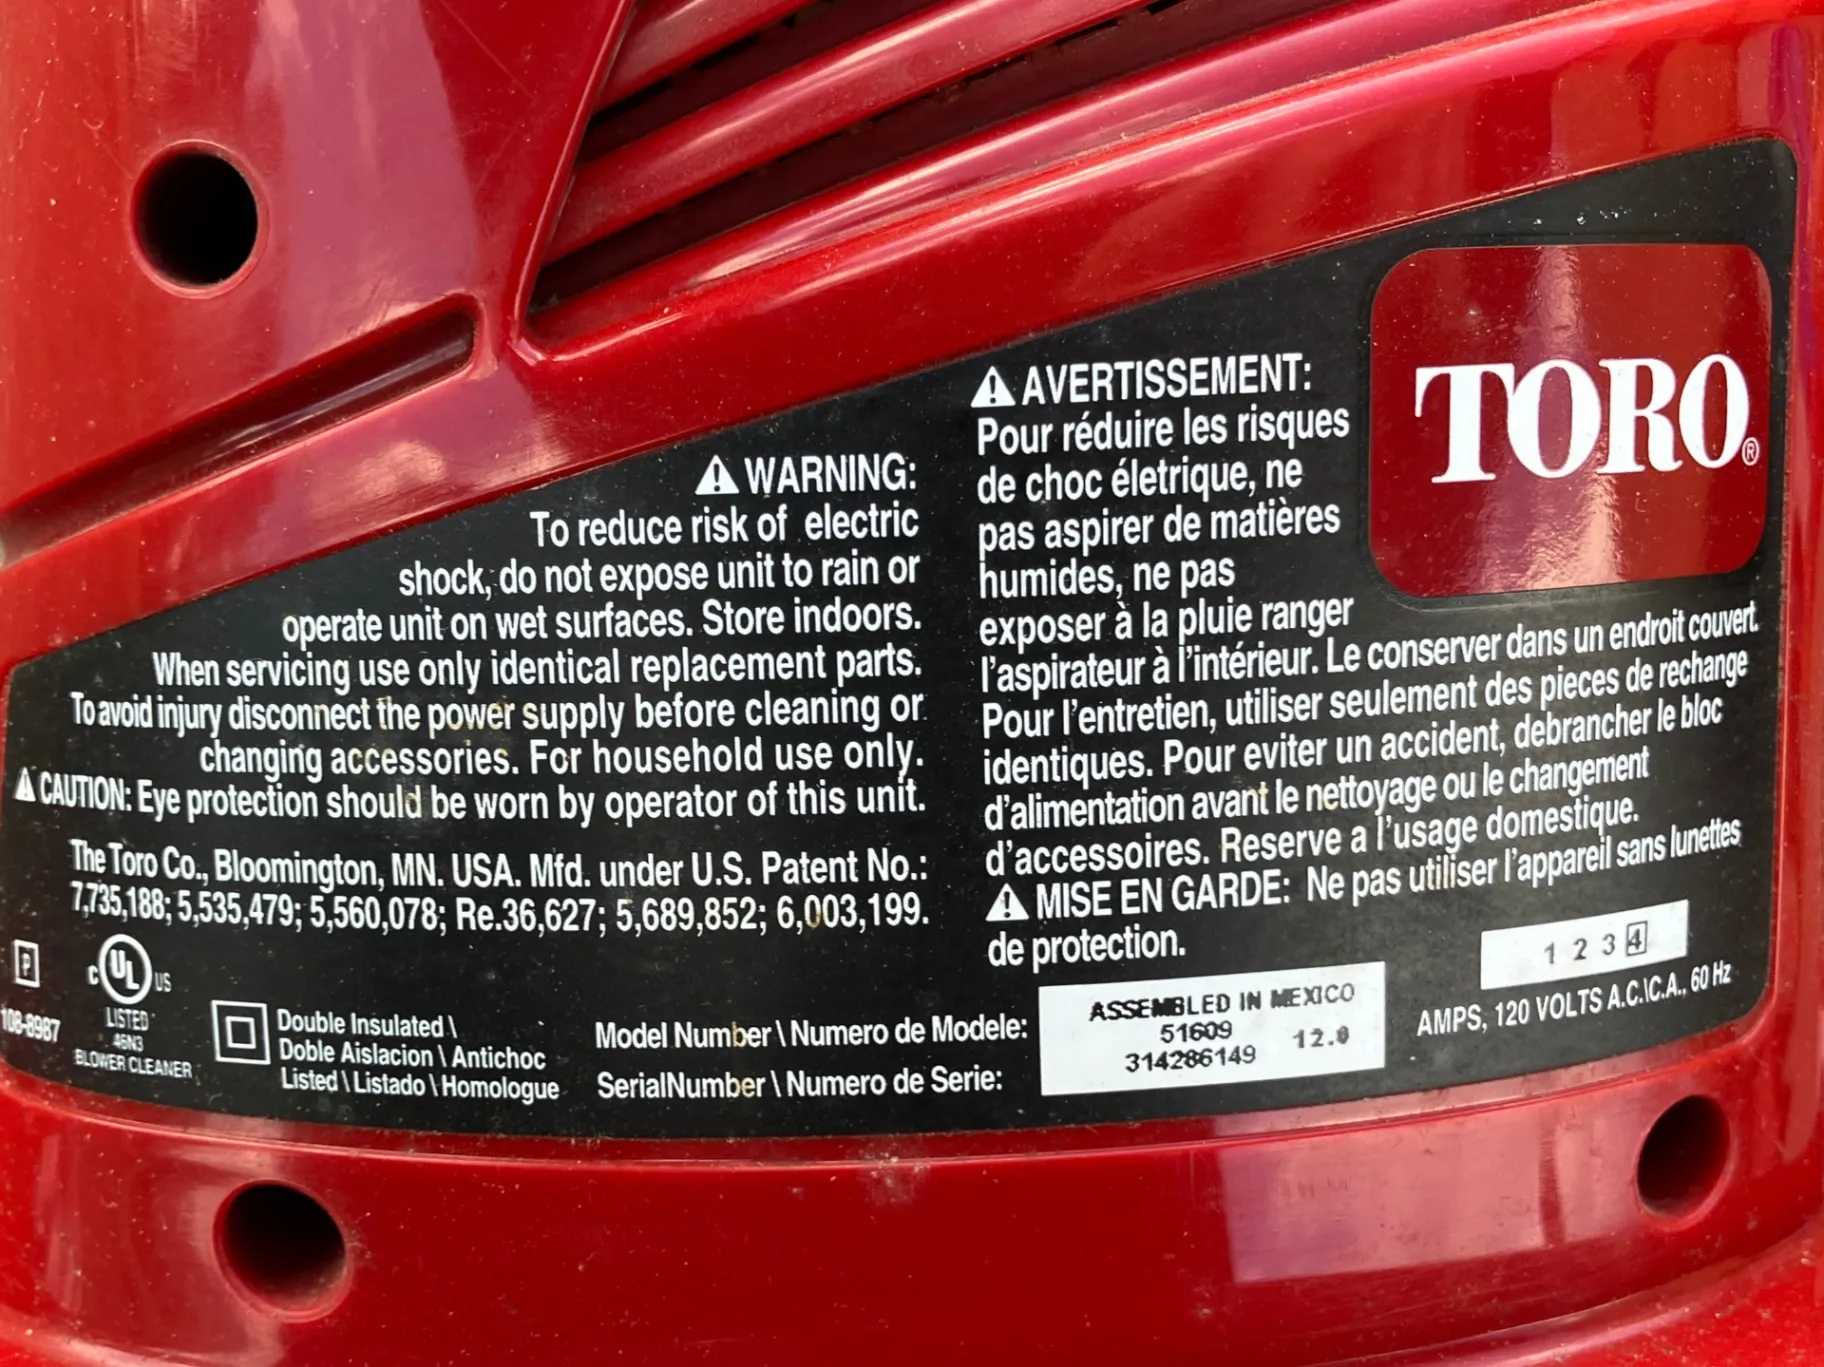 TORO®
⚠ WARNING:
To reduce risk of electric
shock, do not expose unit to rain or
operate unit on wet surfaces. Store indoors.
When servicing use only identical replacement parts.
To avoid injury disconnect the power supply before cleaning or
changing accessories. For household use only.
⚠ CAUTION: Eye protection should be worn by operator of this unit.
The Toro Co., Bloomington, MN. USA. Mfd. under U.S. Patent No.:
7,735,188; 5,535,479; 5,560,078; Re.36,627; 5,689,852; 6,003,199.
⚠ AVERTISSEMENT:
Pour réduire les risques
de choc életrique, ne
pas aspirer de matières
humides, ne pas
exposer à la pluie ranger
l'aspirateur à l'intérieur. Le conserver dans un endroit couvert.
Pour l'entretien, utiliser seulement des pieces de rechange
identiques. Pour eviter un accident, debrancher le bloc
d'alimentation avant le nettoyage ou le changement
d'accessoires. Reserve a l'usage domestique.
⚠ MISE EN GARDE: Ne pas utiliser l'appareil sans lunettes
de protection.
P
108-8987
C UL US
LISTED
46N3
BLOWER CLEANER
Double Insulated \
Doble Aislacion \ Antichoc
Listed \ Listado \ Homologue
Model Number \ Numero de Modele:
SerialNumber \ Numero de Serie:
ASSEMBLED IN MEXICO
51609 12.0
314286149
1 2 3 4
AMPS, 120 VOLTS A.C.\C.A., 60 Hz